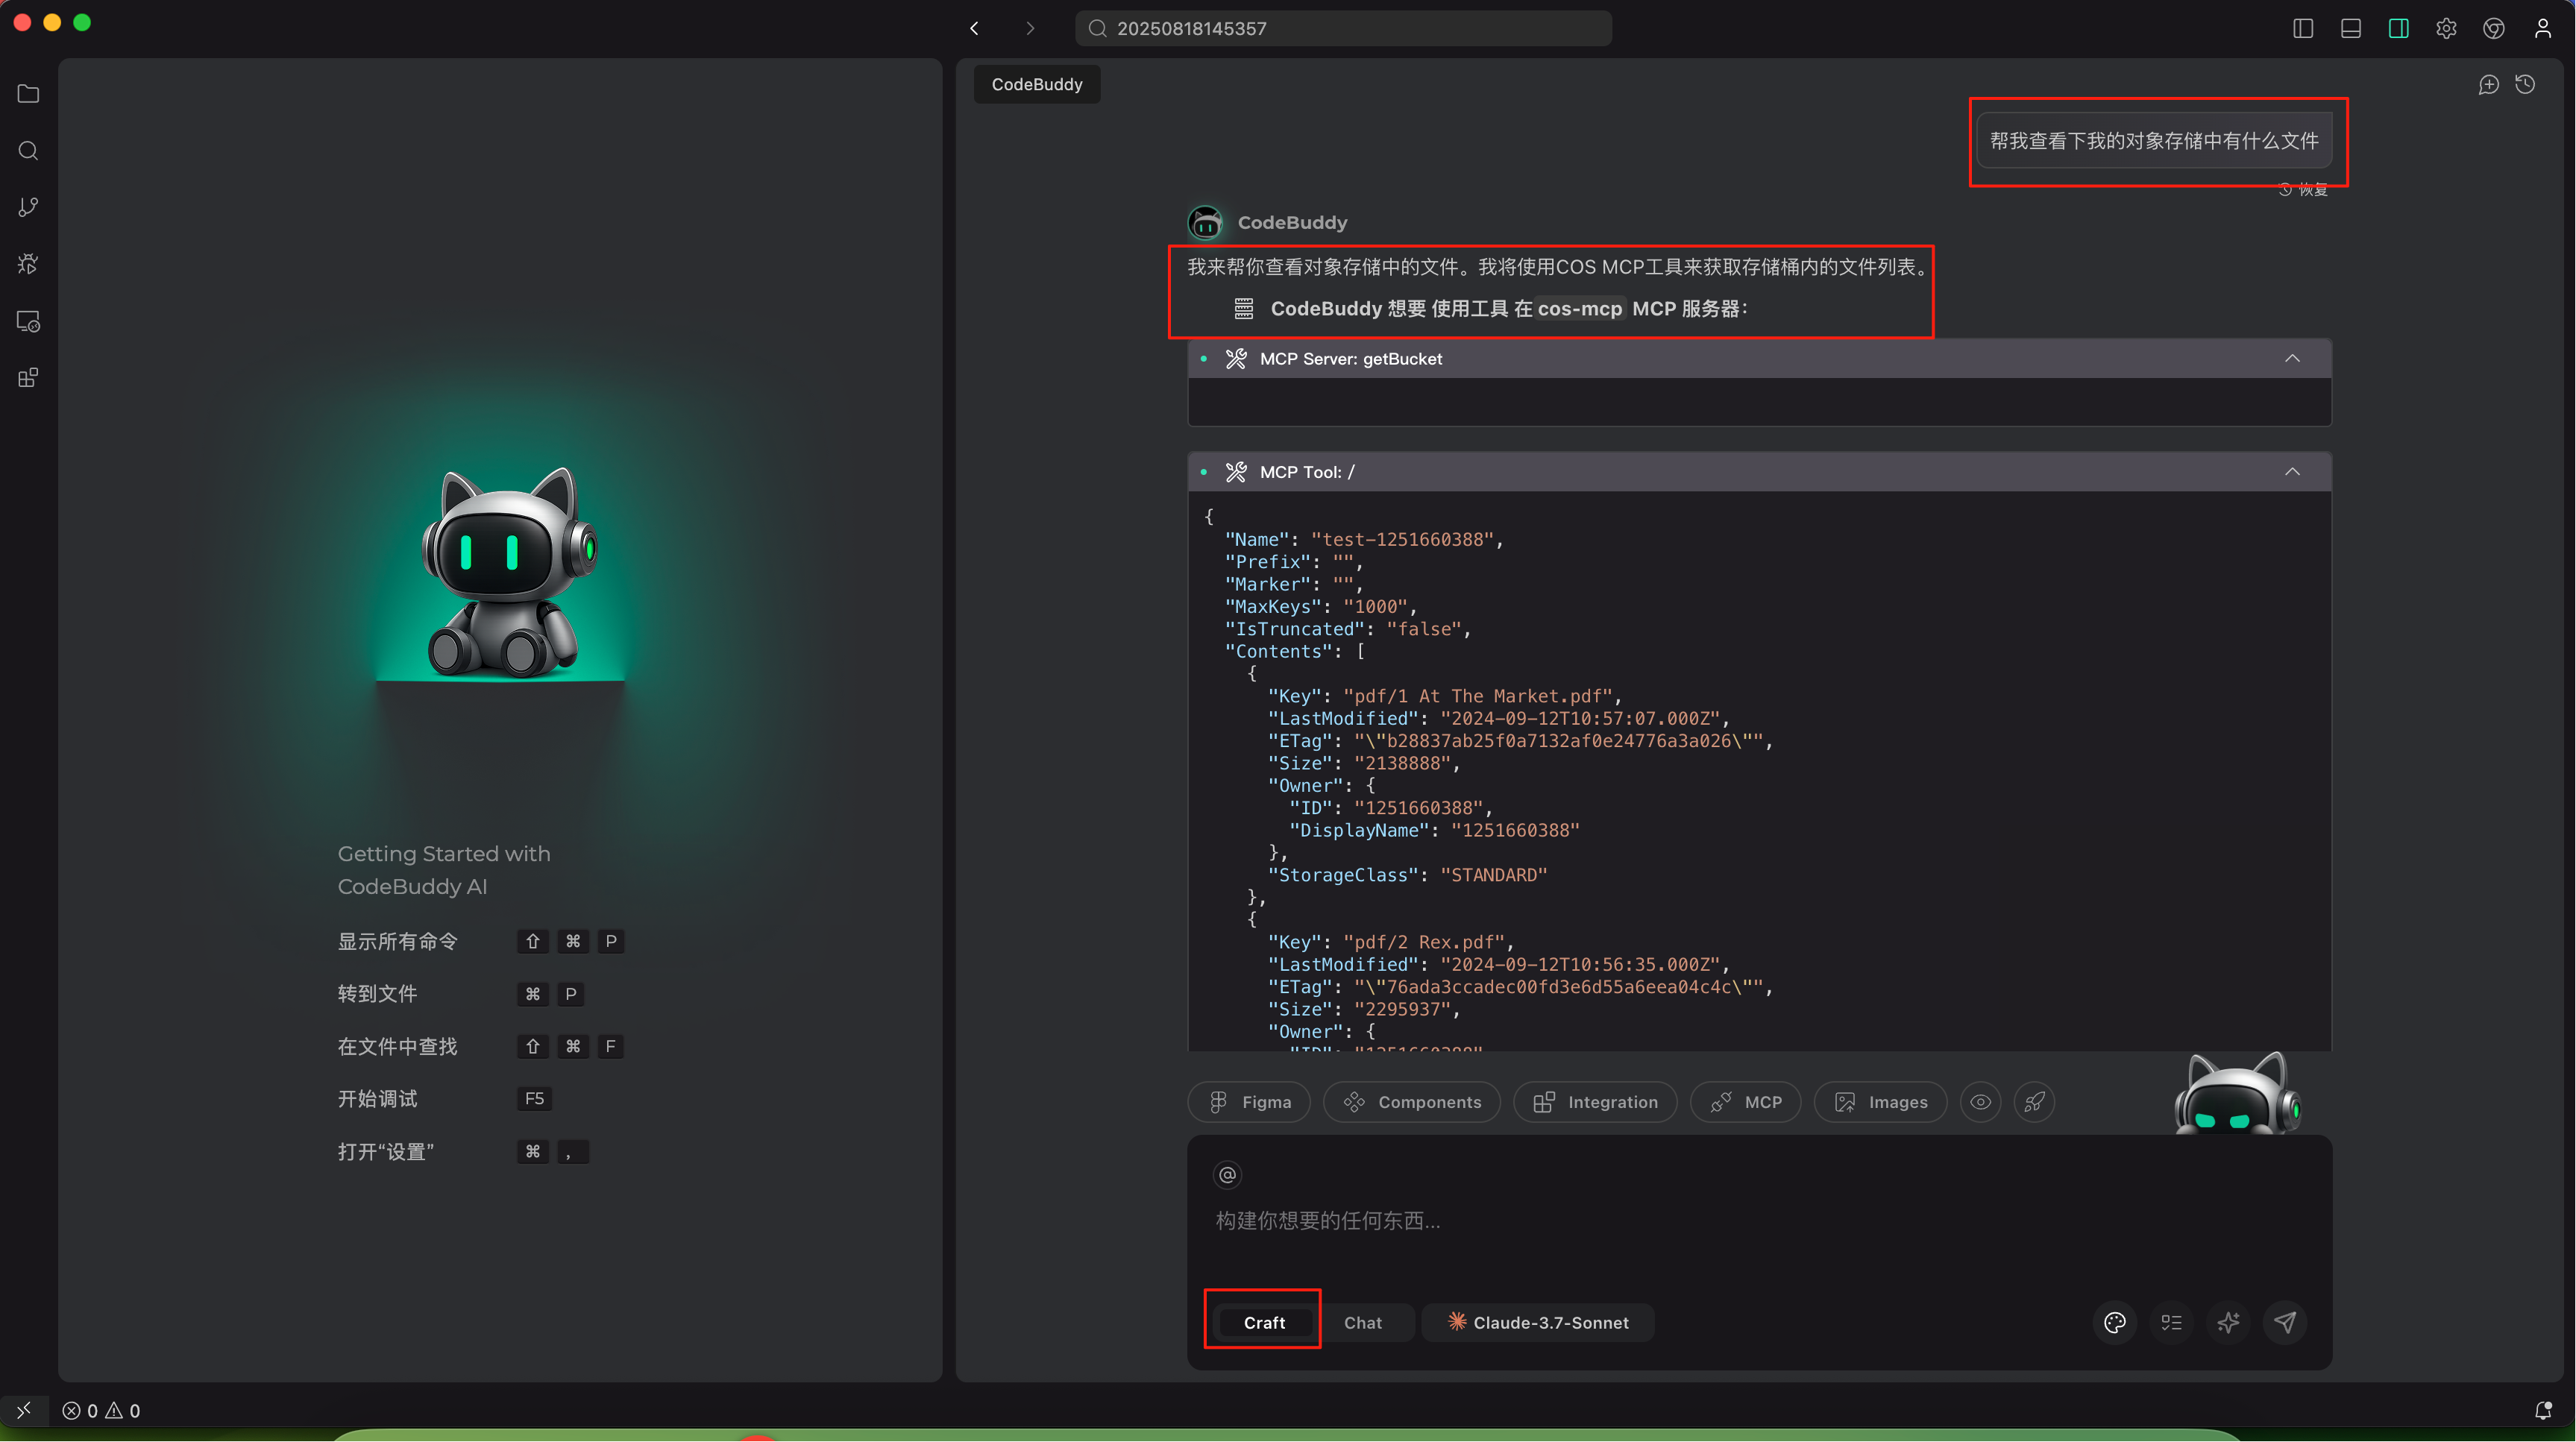 20250818145357
CodeBuddy
帮我查看下我的对象存储中有什么文件
恢复
CodeBuddy
我来帮你查看对象存储中的文件。我将使用COS MCP工具来获取存储桶内的文件列表。
CodeBuddy 想要 使用工具 在 cos-mcp MCP 服务器：
MCP Server: getBucket
MCP Tool: /
{
"Name": "test-1251660388",
"Prefix": "",
"Marker": "",
"MaxKeys": "1000",
"IsTruncated": "false",
"Contents": [
{
"Key": "pdf/1 At The Market.pdf",
"LastModified": "2024-09-12T10:57:07.000Z",
"ETag": "\"b28837ab25f0a7132af0e24776a3a026\"",
"Size": "2138888",
"Owner": {
"ID": "1251660388",
"DisplayName": "1251660388"
},
"StorageClass": "STANDARD"
},
{
"Key": "pdf/2 Rex.pdf",
"LastModified": "2024-09-12T10:56:35.000Z",
"ETag": "\"76ada3ccadec00fd3e6d55a6eea04c4c\"",
"Size": "2295937",
"Owner": {
"ID": "1251660388"
Getting Started with
CodeBuddy AI
显示所有命令 ⇧ ⌘ P
转到文件 ⌘ P
在文件中查找 ⇧ ⌘ F
开始调试 F5
打开“设置” ⌘ ,
Figma Components Integration MCP Images
@
构建你想要的任何东西...
Craft Chat Claude-3.7-Sonnet
0 0